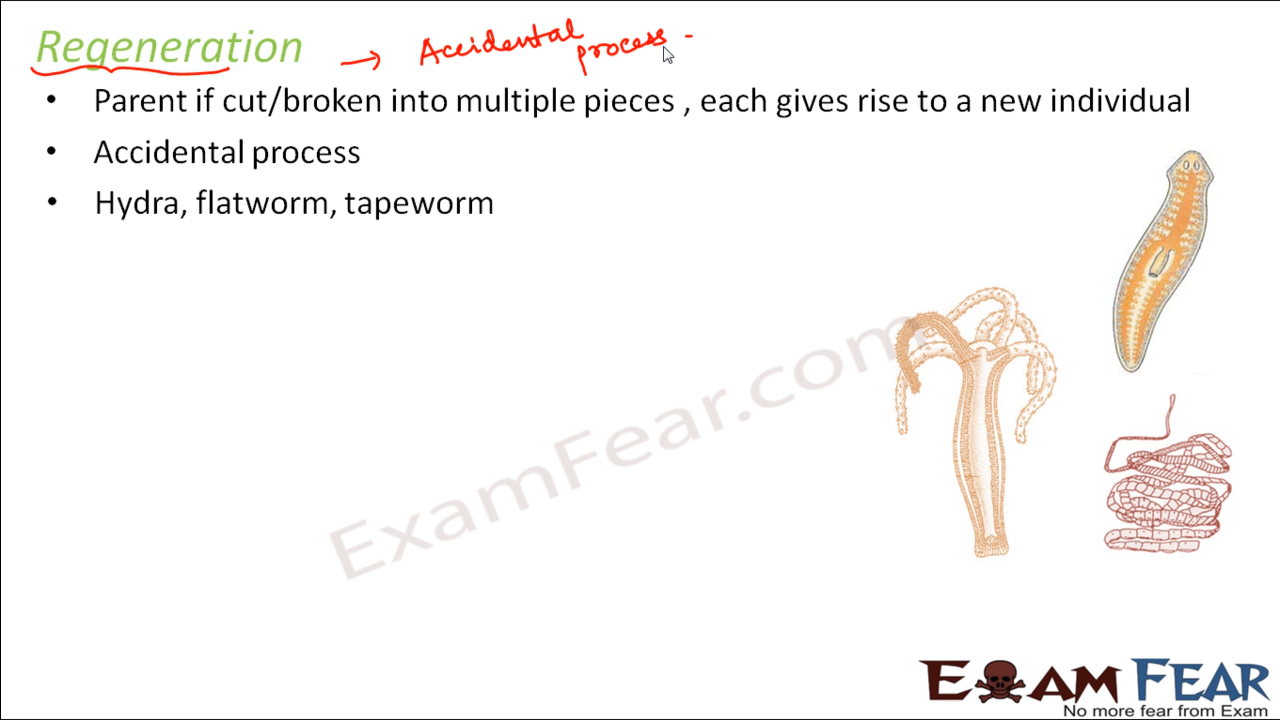 Regeneration → Accidental process -
• Parent if cut/broken into multiple pieces , each gives rise to a new individual
• Accidental process
• Hydra, flatworm, tapeworm
ExamFear.com
EXAM FEAR
No more fear from Exam